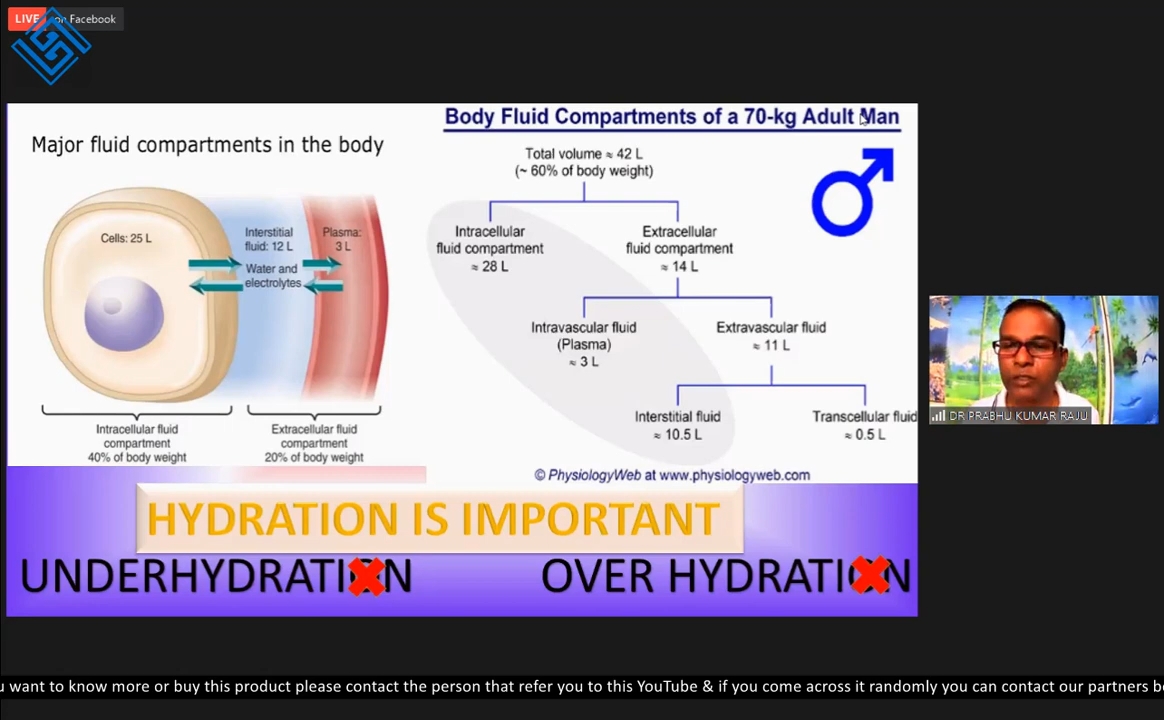 LIVE on Facebook
Body Fluid Compartments of a 70-kg Adult Man
Major fluid compartments in the body
Total volume ≈ 42 L
(~ 60% of body weight)
Cells: 25 L
Interstitial
fluid: 12 L
Plasma:
3 L
Water and
electrolytes
Intracellular fluid
compartment
40% of body weight
Extracellular fluid
compartment
20% of body weight
Intracellular
fluid compartment
≈ 28 L
Extracellular
fluid compartment
≈ 14 L
Intravascular fluid
(Plasma)
≈ 3 L
Extravascular fluid
≈ 11 L
Interstitial fluid
≈ 10.5 L
Transcellular fluid
≈ 0.5 L
© PhysiologyWeb at www.physiologyweb.com
DR PRABHU KUMAR RAJU
HYDRATION IS IMPORTANT
UNDERHYDRATION
OVER HYDRATION
u want to know more or buy this product please contact the person that refer you to this YouTube & if you come across it randomly you can contact our partners be